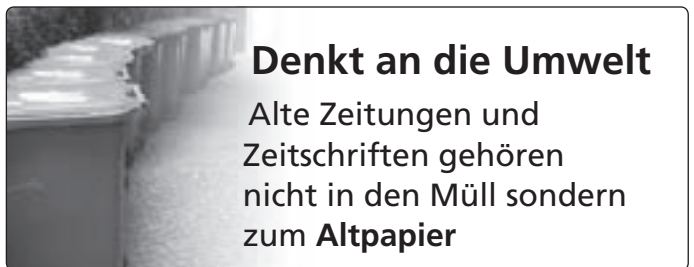 Denkt an die Umwelt
Alte Zeitungen und
Zeitschriften gehören
nicht in den Müll sondern
zum Altpapier